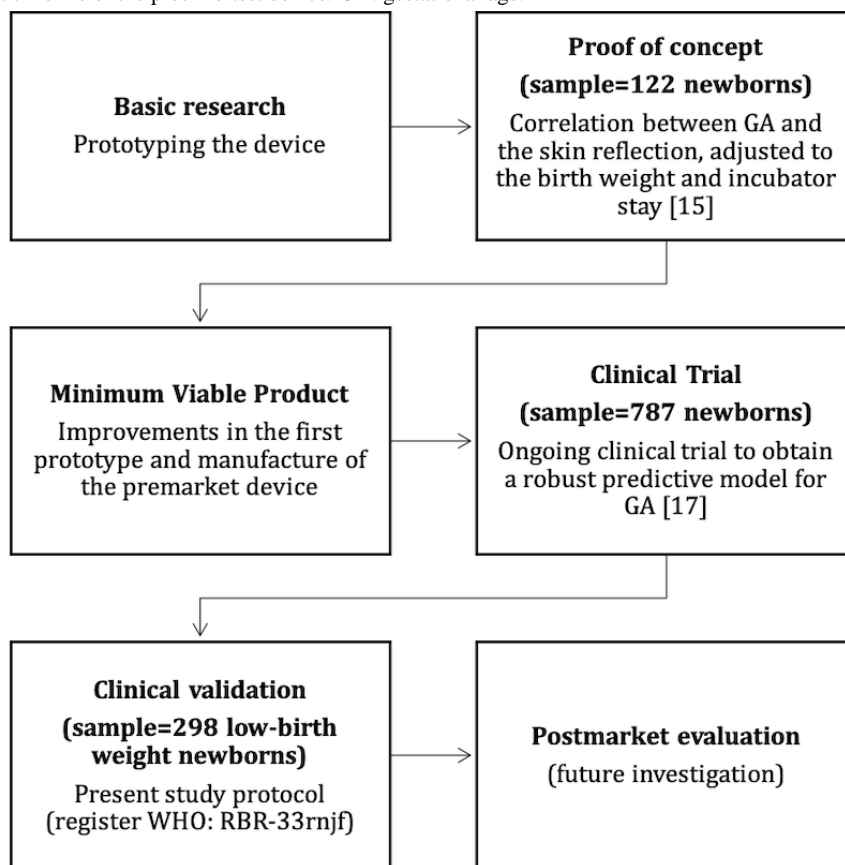 Basic research
Prototyping the device
Proof of concept
(sample=122 newborns)
Correlation between GA and
the skin reflection, adjusted to
the birth weight and incubator
stay [15]
Minimum Viable Product
Improvements in the first
prototype and manufacture of
the premarket device
Clinical Trial
(sample=787 newborns)
Ongoing clinical trial to obtain
a robust predictive model for
GA [17]
Clinical validation
(sample=298 low-birth
weight newborns)
Present study protocol
(register WHO: RBR-33rnjf)
Postmarket evaluation
(future investigation)